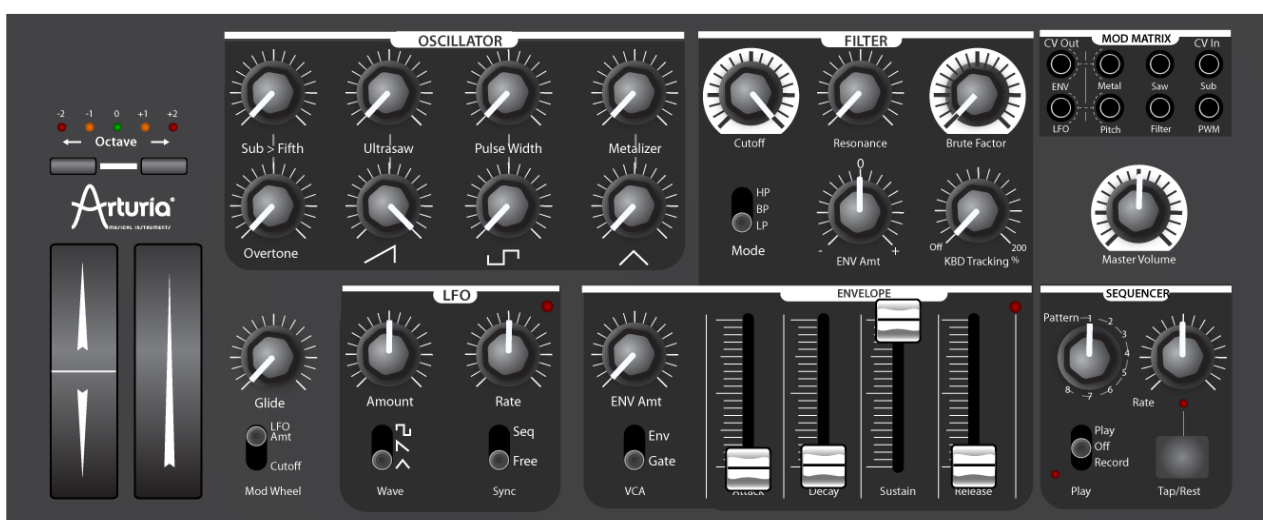 OSCILLATOR
Sub > Fifth
Ultrasaw
Pulse Width
Metalizer
Overtone
FILTER
Cutoff
Resonance
Brute Factor
HP
BP
LP
Mode
0
- +
ENV Amt
Off 200
KBD Tracking %
MOD MATRIX
CV Out CV In
ENV Metal Saw Sub
LFO Pitch Filter PWM
Master Volume
-2 -1 0 +1 +2
← Octave →
Arturia
MUSICAL INSTRUMENTS
Glide
LFO
Amt
Cutoff
Mod Wheel
LFO
Amount
Rate
Wave
Seq
Free
Sync
ENVELOPE
ENV Amt
Env
Gate
VCA
Attack
Decay
Sustain
Release
SEQUENCER
Pattern 1 2 3 4 5 6 7 8
Rate
Play
Off
Record
Play
Tap/Rest